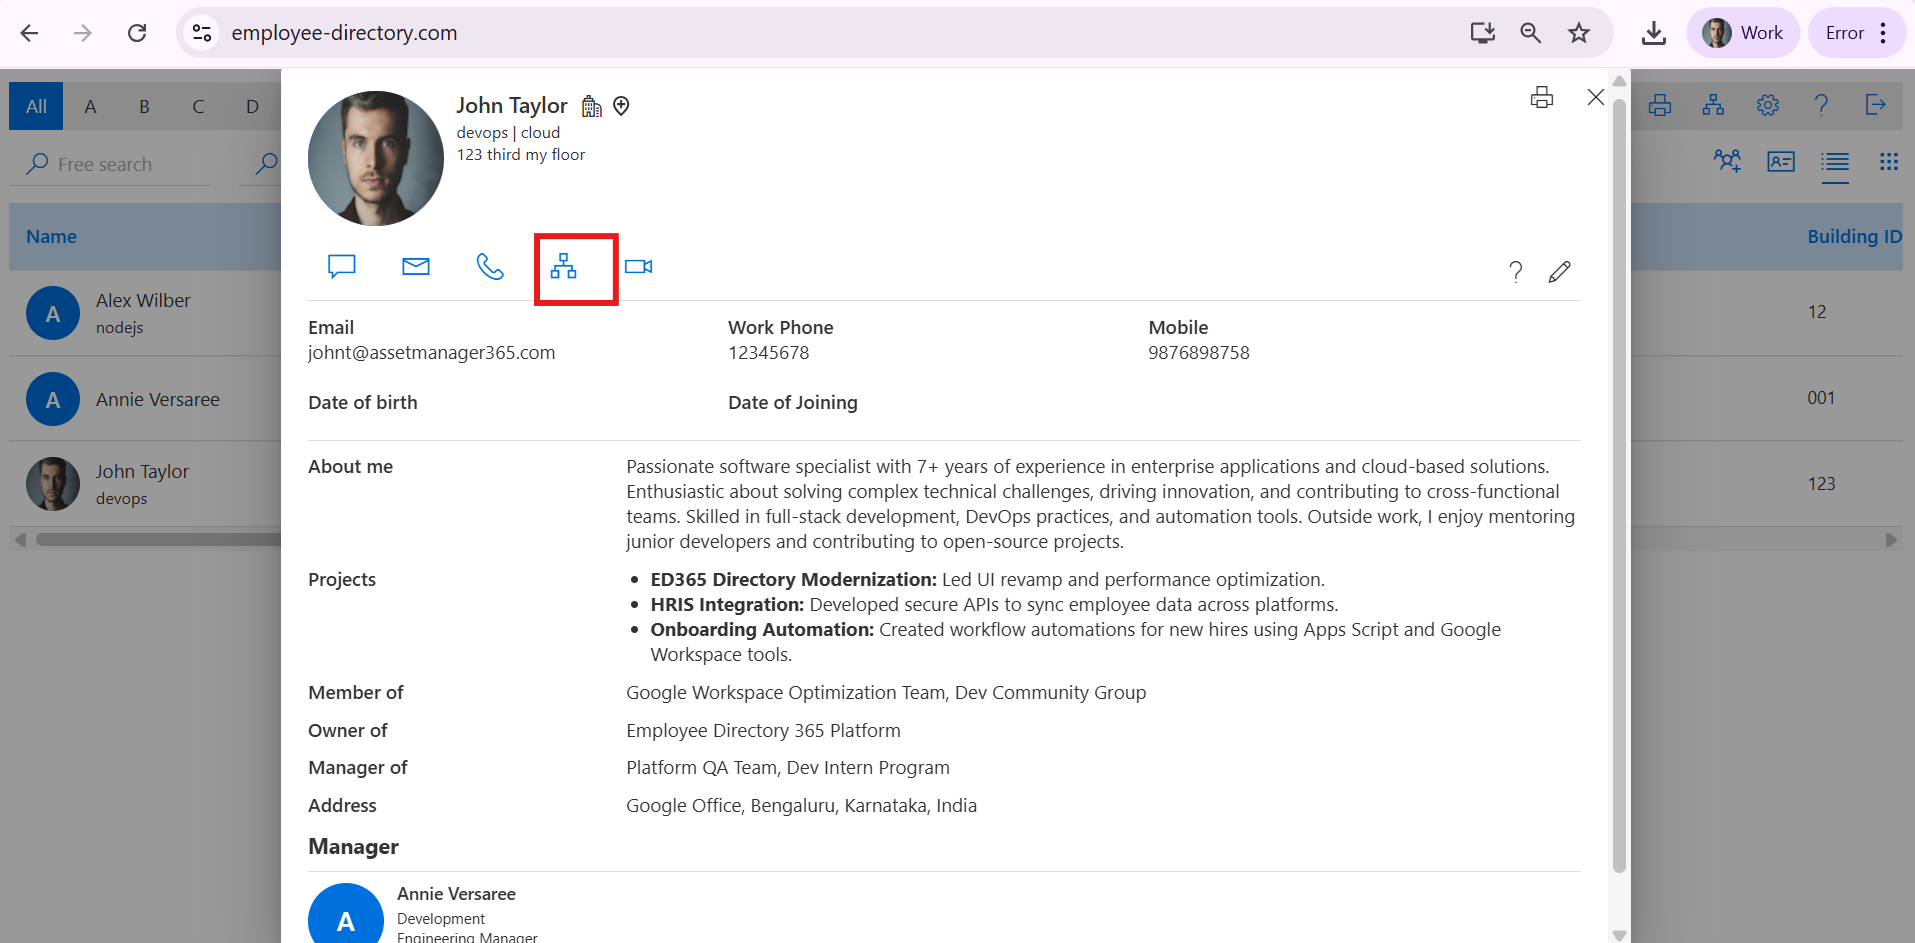 employee-directory.com
Work
Error
All A B C D
Free search
Name
Building ID
A
Alex Wilber
nodejs
12
A
Annie Versaree
001
John Taylor
devops
123
John Taylor
devops | cloud
123 third my floor
?
?
Email
johnt@assetmanager365.com
Work Phone
12345678
Mobile
9876898758
Date of birth
Date of Joining
About me
Passionate software specialist with 7+ years of experience in enterprise applications and cloud-based solutions.
Enthusiastic about solving complex technical challenges, driving innovation, and contributing to cross-functional
teams. Skilled in full-stack development, DevOps practices, and automation tools. Outside work, I enjoy mentoring
junior developers and contributing to open-source projects.
Projects
• ED365 Directory Modernization: Led UI revamp and performance optimization.
• HRIS Integration: Developed secure APIs to sync employee data across platforms.
• Onboarding Automation: Created workflow automations for new hires using Apps Script and Google
Workspace tools.
Member of
Google Workspace Optimization Team, Dev Community Group
Owner of
Employee Directory 365 Platform
Manager of
Platform QA Team, Dev Intern Program
Address
Google Office, Bengaluru, Karnataka, India
Manager
A
Annie Versaree
Development
Engineering Manager